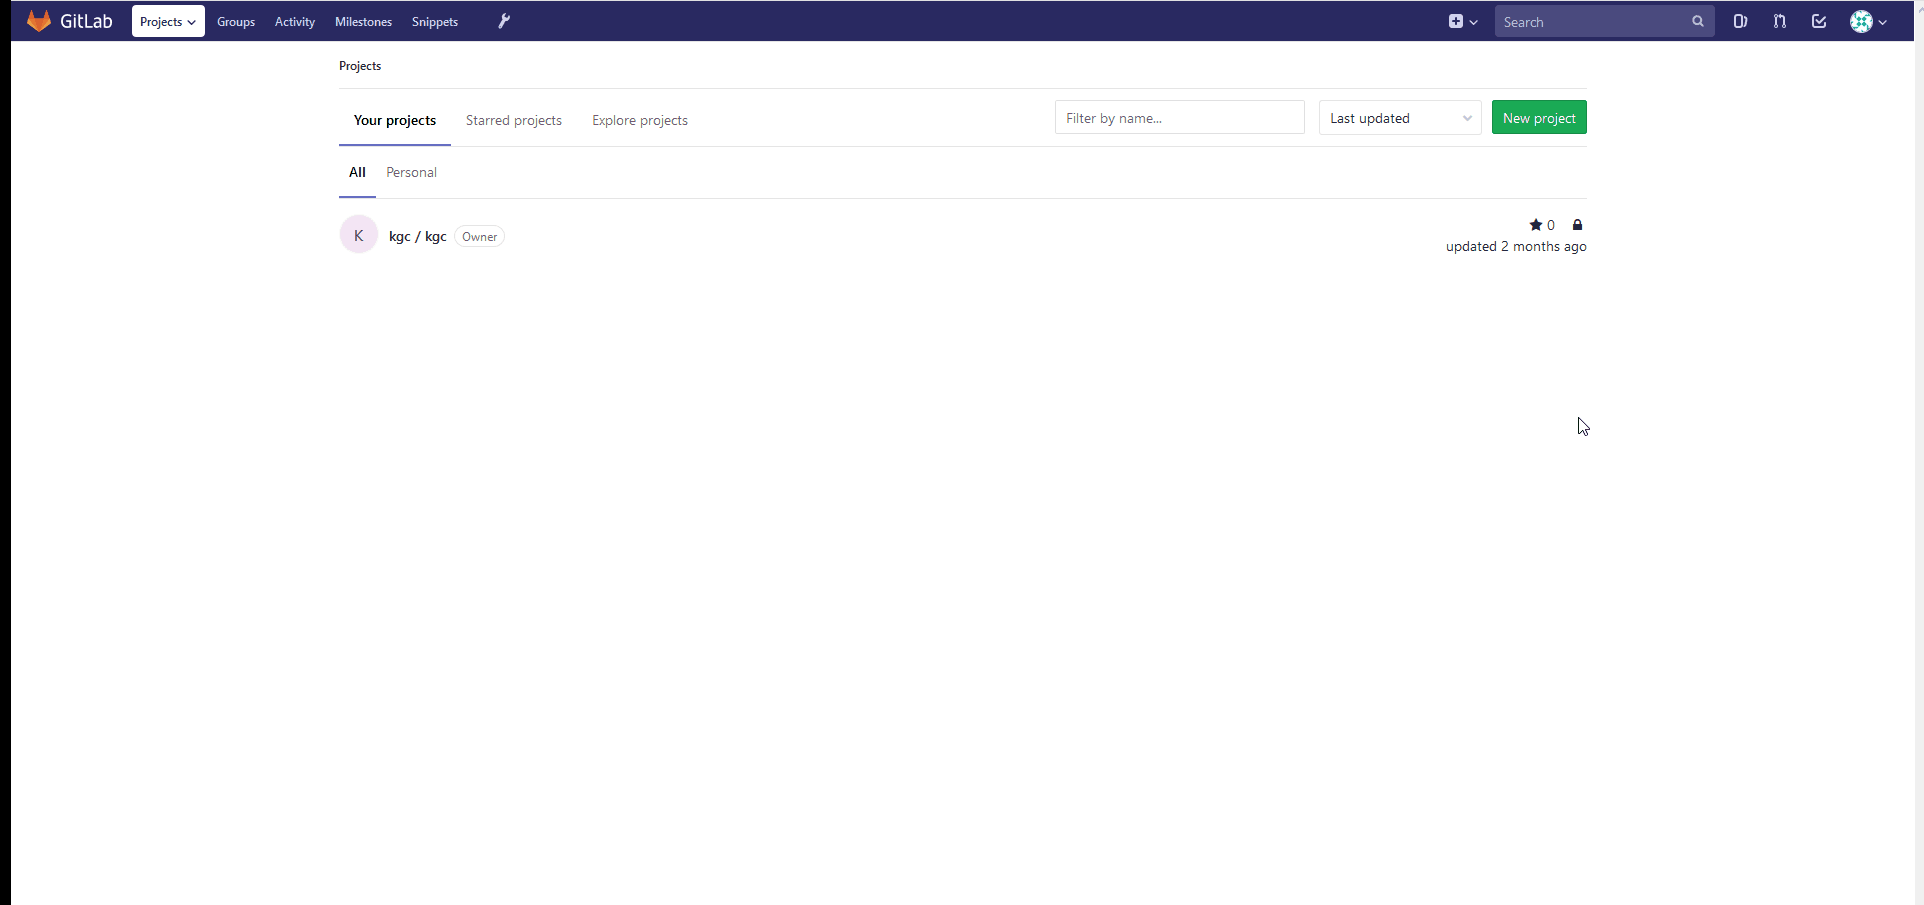 GitLab Projects Groups Activity Milestones Snippets Search
Projects
Your projects Starred projects Explore projects Filter by name... Last updated New project
All Personal
K kgc / kgc Owner 0
updated 2 months ago